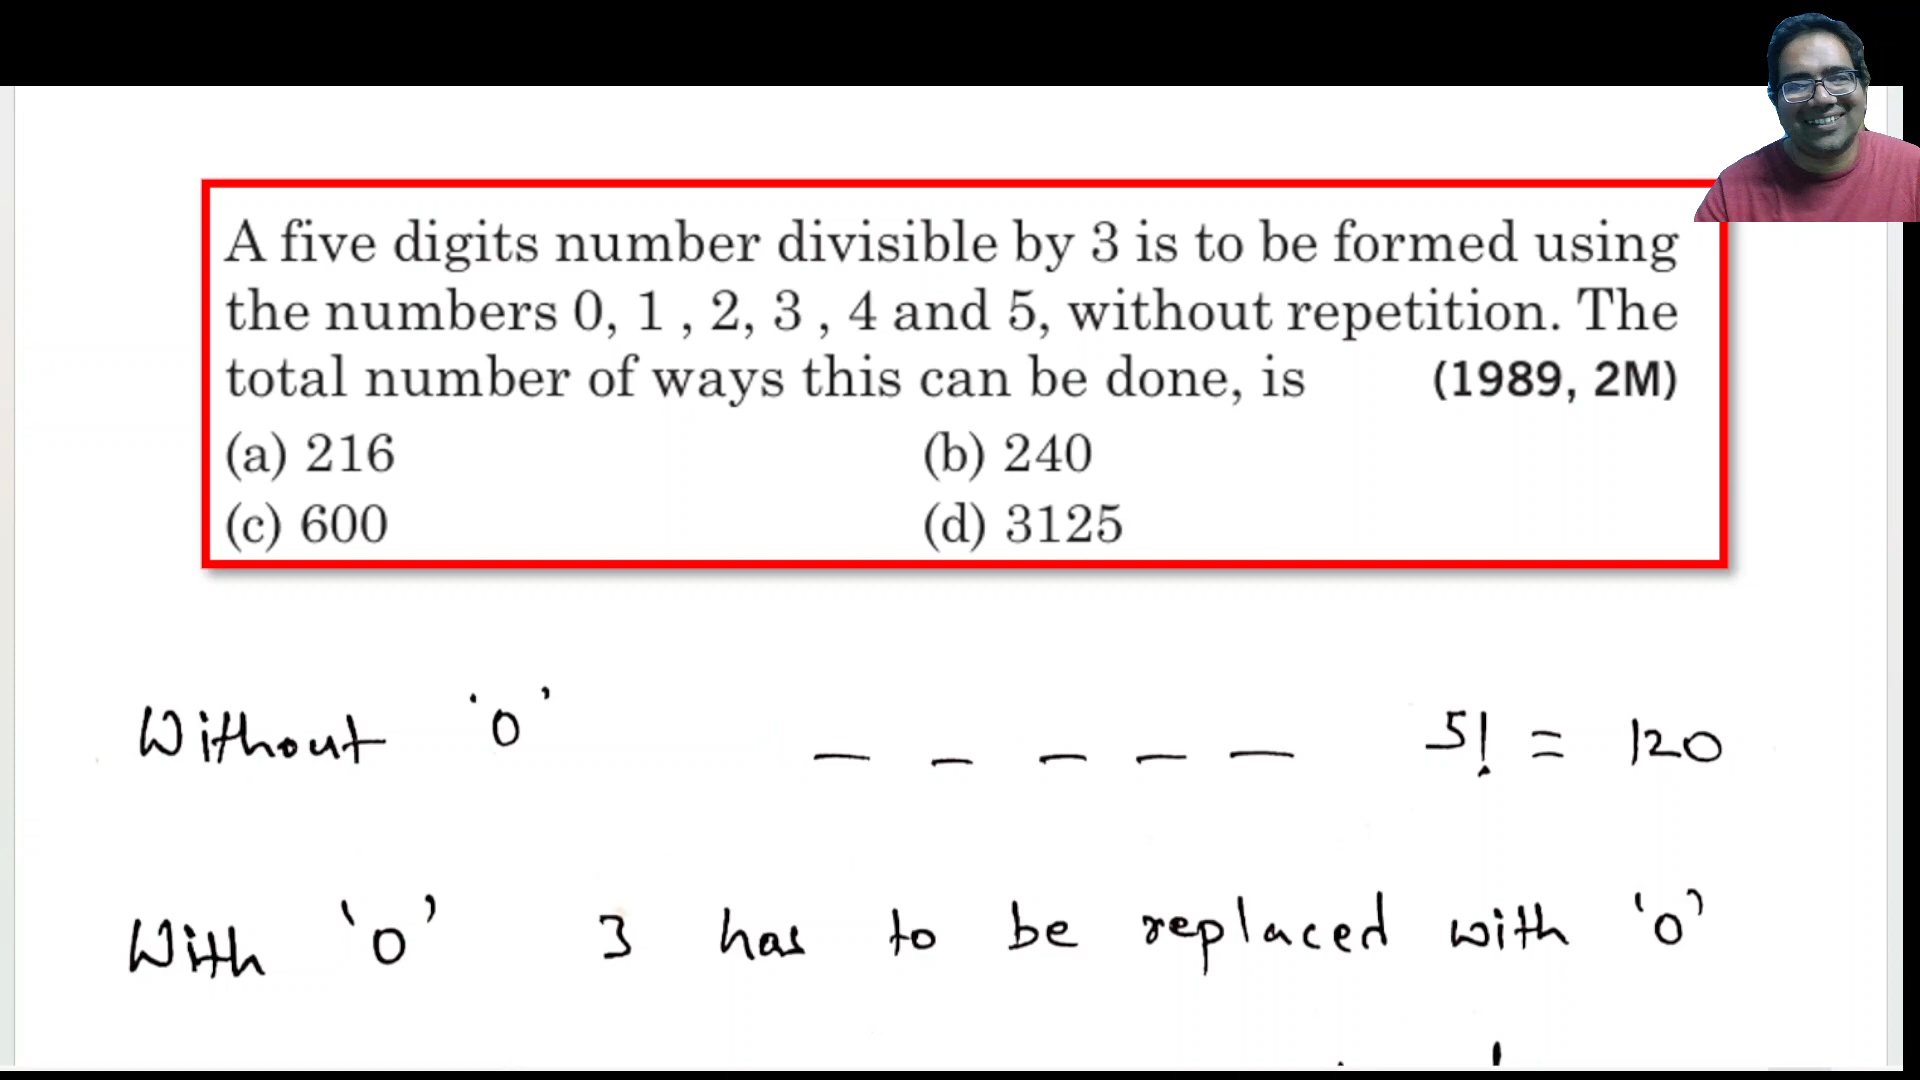 A five digits number divisible by 3 is to be formed using
the numbers 0, 1 , 2, 3 , 4 and 5, without repetition. The
total number of ways this can be done, is (1989, 2M)
(a) 216 (b) 240
(c) 600 (d) 3125
Without '0' _ _ _ _ _ 5! = 120
With '0' 3 has to be replaced with '0'